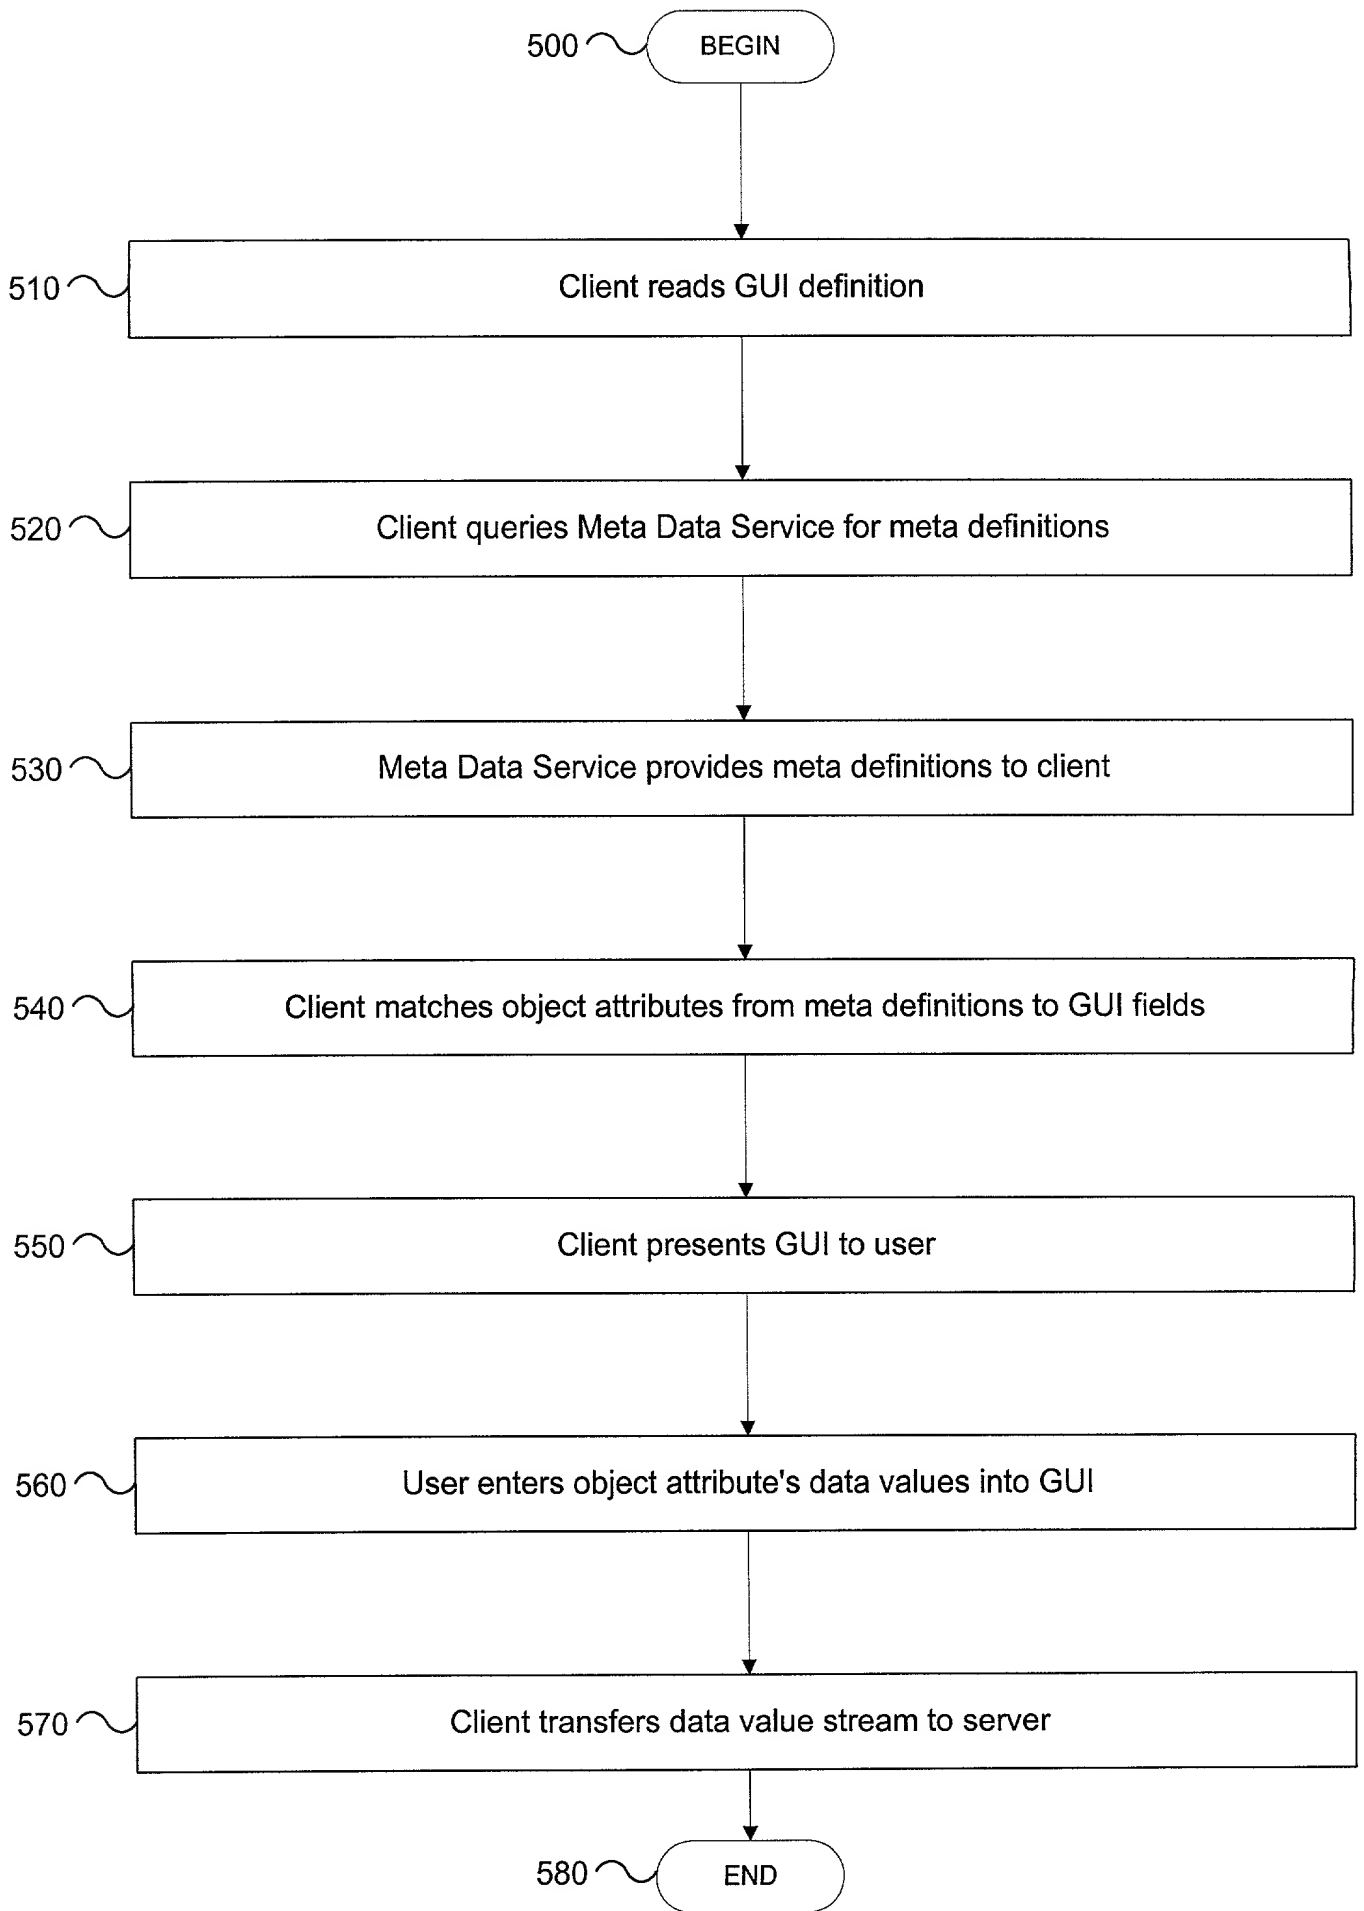 500 BEGIN
510 Client reads GUI definition
520 Client queries Meta Data Service for meta definitions
530 Meta Data Service provides meta definitions to client
540 Client matches object attributes from meta definitions to GUI fields
550 Client presents GUI to user
560 User enters object attribute's data values into GUI
570 Client transfers data value stream to server
580 END